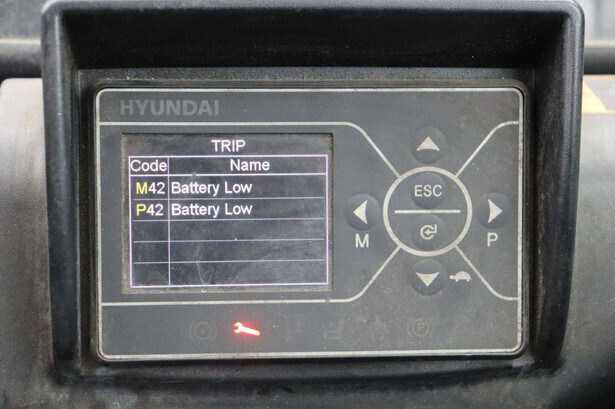 HYUNDAI
TRIP
Code Name
M42 Battery Low
P42 Battery Low
ESC
M
P
P